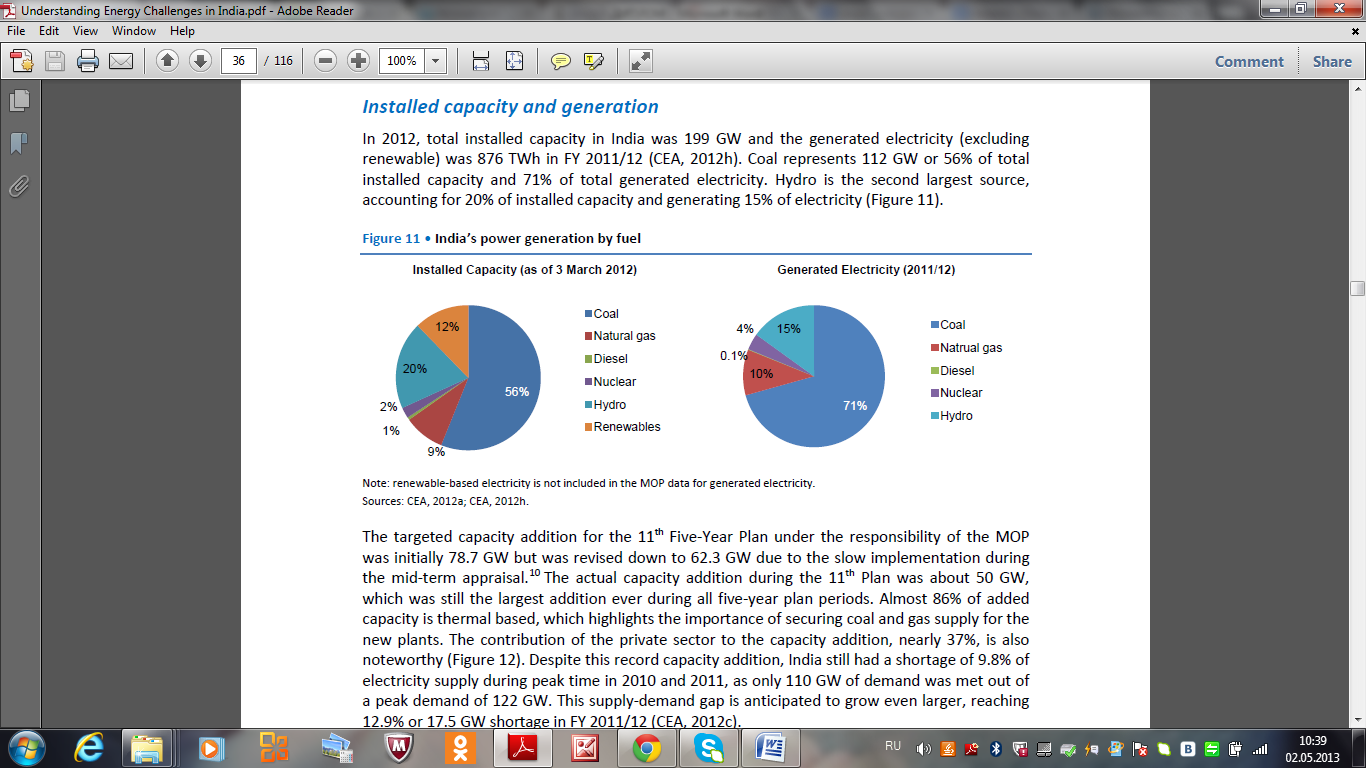 Understanding Energy Challenges in India.pdf - Adobe Reader
File Edit View Window Help
36 / 116 100% Comment Share
Installed capacity and generation
In 2012, total installed capacity in India was 199 GW and the generated electricity (excluding
renewable) was 876 TWh in FY 2011/12 (CEA, 2012h). Coal represents 112 GW or 56% of total
installed capacity and 71% of total generated electricity. Hydro is the second largest source,
accounting for 20% of installed capacity and generating 15% of electricity (Figure 11).
Figure 11 • India's power generation by fuel
Installed Capacity (as of 3 March 2012)
12%
20%
56%
2%
1%
9%
Coal
Natural gas
Diesel
Nuclear
Hydro
Renewables
Generated Electricity (2011/12)
4%
15%
0.1%
10%
71%
Coal
Natrual gas
Diesel
Nuclear
Hydro
Note: renewable-based electricity is not included in the MOP data for generated electricity.
Sources: CEA, 2012a; CEA, 2012h.
The targeted capacity addition for the 11th Five-Year Plan under the responsibility of the MOP
was initially 78.7 GW but was revised down to 62.3 GW due to the slow implementation during
the mid-term appraisal.10 The actual capacity addition during the 11th Plan was about 50 GW,
which was still the largest addition ever during all five-year plan periods. Almost 86% of added
capacity is thermal based, which highlights the importance of securing coal and gas supply for the
new plants. The contribution of the private sector to the capacity addition, nearly 37%, is also
noteworthy (Figure 12). Despite this record capacity addition, India still had a shortage of 9.8% of
electricity supply during peak time in 2010 and 2011, as only 110 GW of demand was met out of
a peak demand of 122 GW. This supply-demand gap is anticipated to grow even larger, reaching
12.9% or 17.5 GW shortage in FY 2011/12 (CEA, 2012c).
RU
10:39
02.05.2013